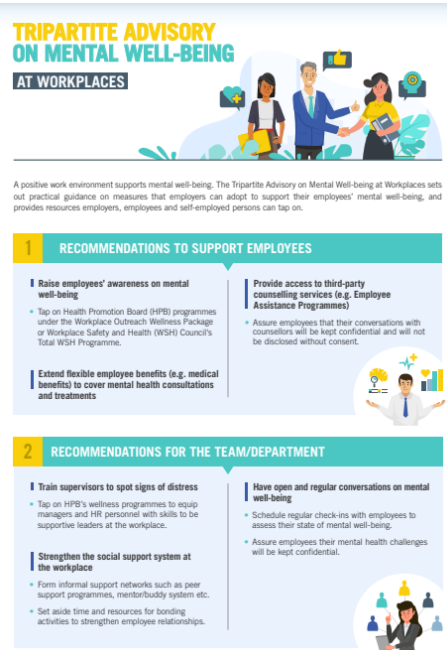 TRIPARTITE ADVISORY
ON MENTAL WELL-BEING
AT WORKPLACES
A positive work environment supports mental well-being. The Tripartite Advisory on Mental Well-being at Workplaces sets
out practical guidance on measures that employers can adopt to support their employees' mental well-being, and
provides resources employers, employees and self-employed persons can tap on.
1 RECOMMENDATIONS TO SUPPORT EMPLOYEES
Raise employees' awareness on mental
well-being
• Tap on Health Promotion Board (HPB) programmes
under the Workplace Outreach Wellness Package
or Workplace Safety and Health (WSH) Council's
Total WSH Programme.
Extend flexible employee benefits (e.g. medical
benefits) to cover mental health consultations
and treatments
Provide access to third-party
counselling services (e.g. Employee
Assistance Programmes)
• Assure employees that their conversations with
counsellors will be kept confidential and will not
be disclosed without consent.
2 RECOMMENDATIONS FOR THE TEAM/DEPARTMENT
Train supervisors to spot signs of distress
• Tap on HPB's wellness programmes to equip
managers and HR personnel with skills to be
supportive leaders at the workplace.
Strengthen the social support system at
the workplace
• Form informal support networks such as peer
support programmes, mentor/buddy system etc.
• Set aside time and resources for bonding
activities to strengthen employee relationships.
Have open and regular conversations on mental
well-being
• Schedule regular check-ins with employees to
assess their state of mental well-being.
• Assure employees their mental health challenges
will be kept confidential.